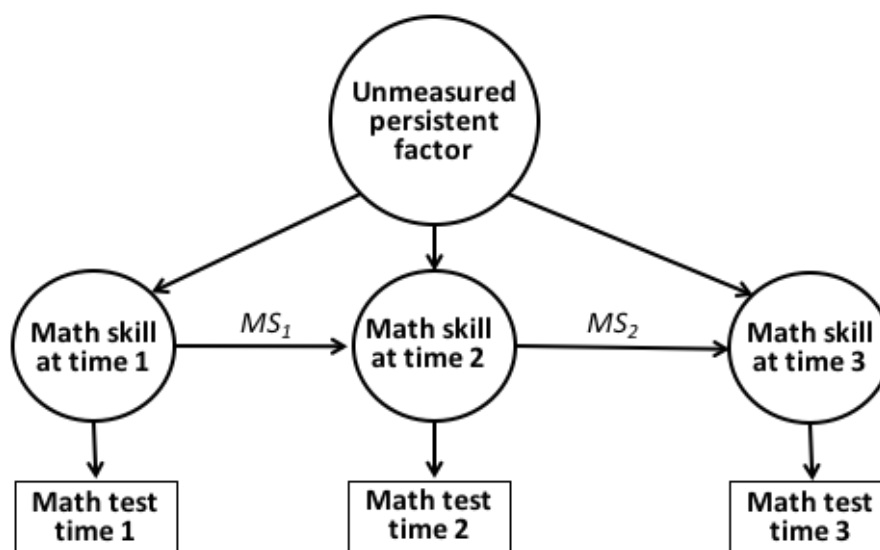 Unmeasured
persistent
factor
Math skill
at time 1
MS₁
Math skill
at time 2
MS₂
Math skill
at time 3
Math test
time 1
Math test
time 2
Math test
time 3